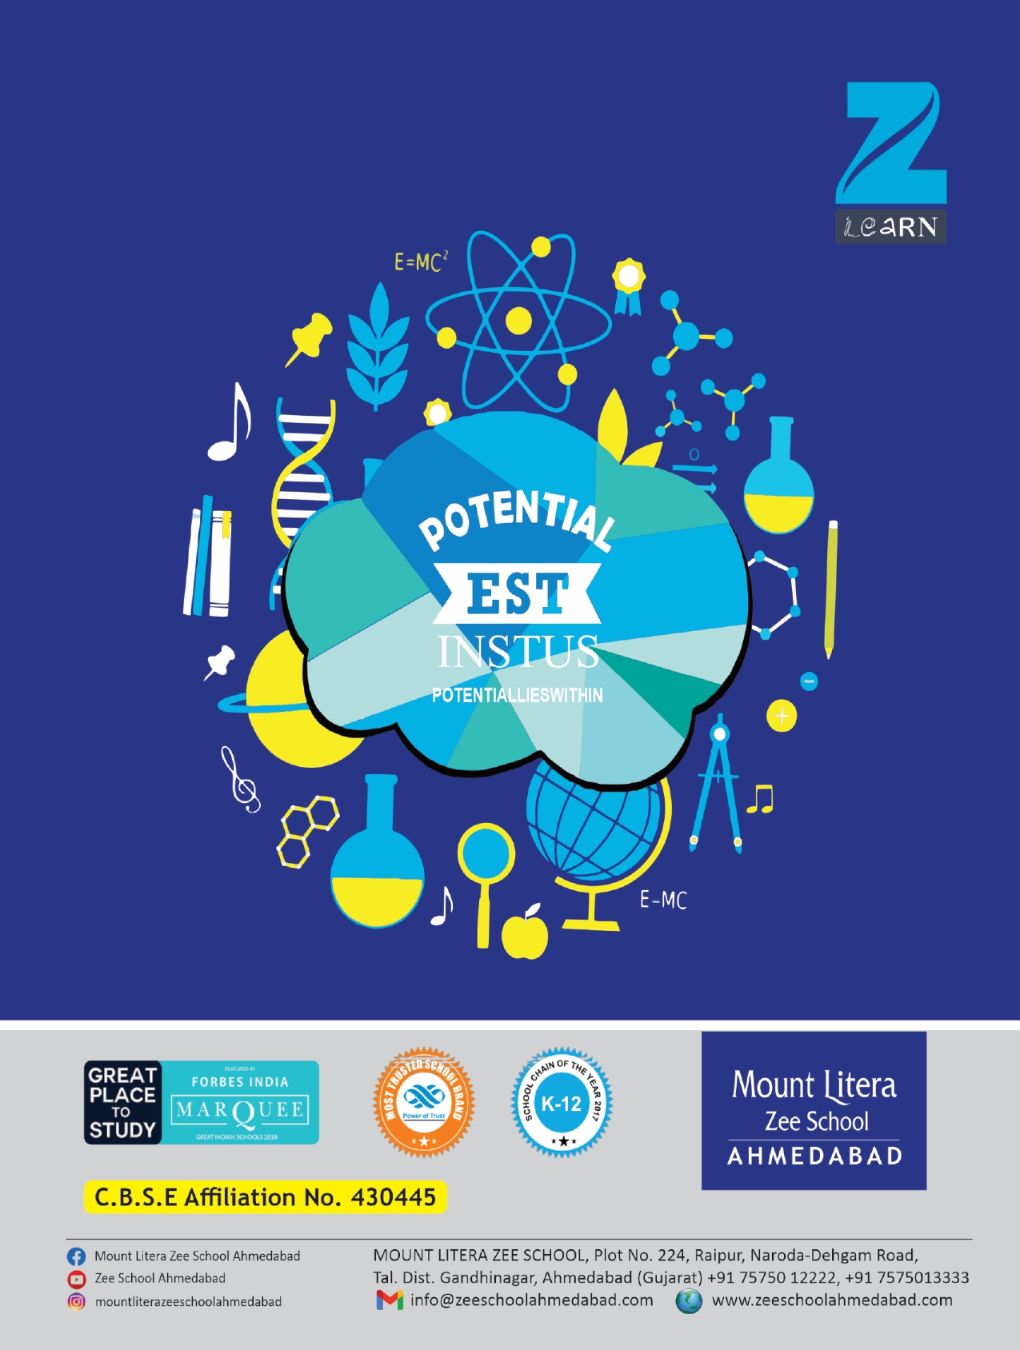 LeaRN
E=MC²
O
POTENTIAL
EST
INSTUS
POTENTIALLIESWITHIN
E-MC
GREAT
PLACE
TO
STUDY
FEATURED IN
FORBES INDIA
MARQUEE
GREAT INDIAN SCHOOLS 2018
MOST TRUSTED SCHOOL BRAND
Power of Trust
SCHOOL CHAIN OF THE YEAR 2017
K-12
Mount Litera
Zee School
AHMEDABAD
C.B.S.E Affiliation No. 430445
Mount Litera Zee School Ahmedabad
Zee School Ahmedabad
mountliterazeeschoolahmedabad
MOUNT LITERA ZEE SCHOOL, Plot No. 224, Raipur, Naroda-Dehgam Road,
Tal. Dist. Gandhinagar, Ahmedabad (Gujarat) +91 75750 12222, +91 7575013333
info@zeeschoolahmedabad.com www.zeeschoolahmedabad.com